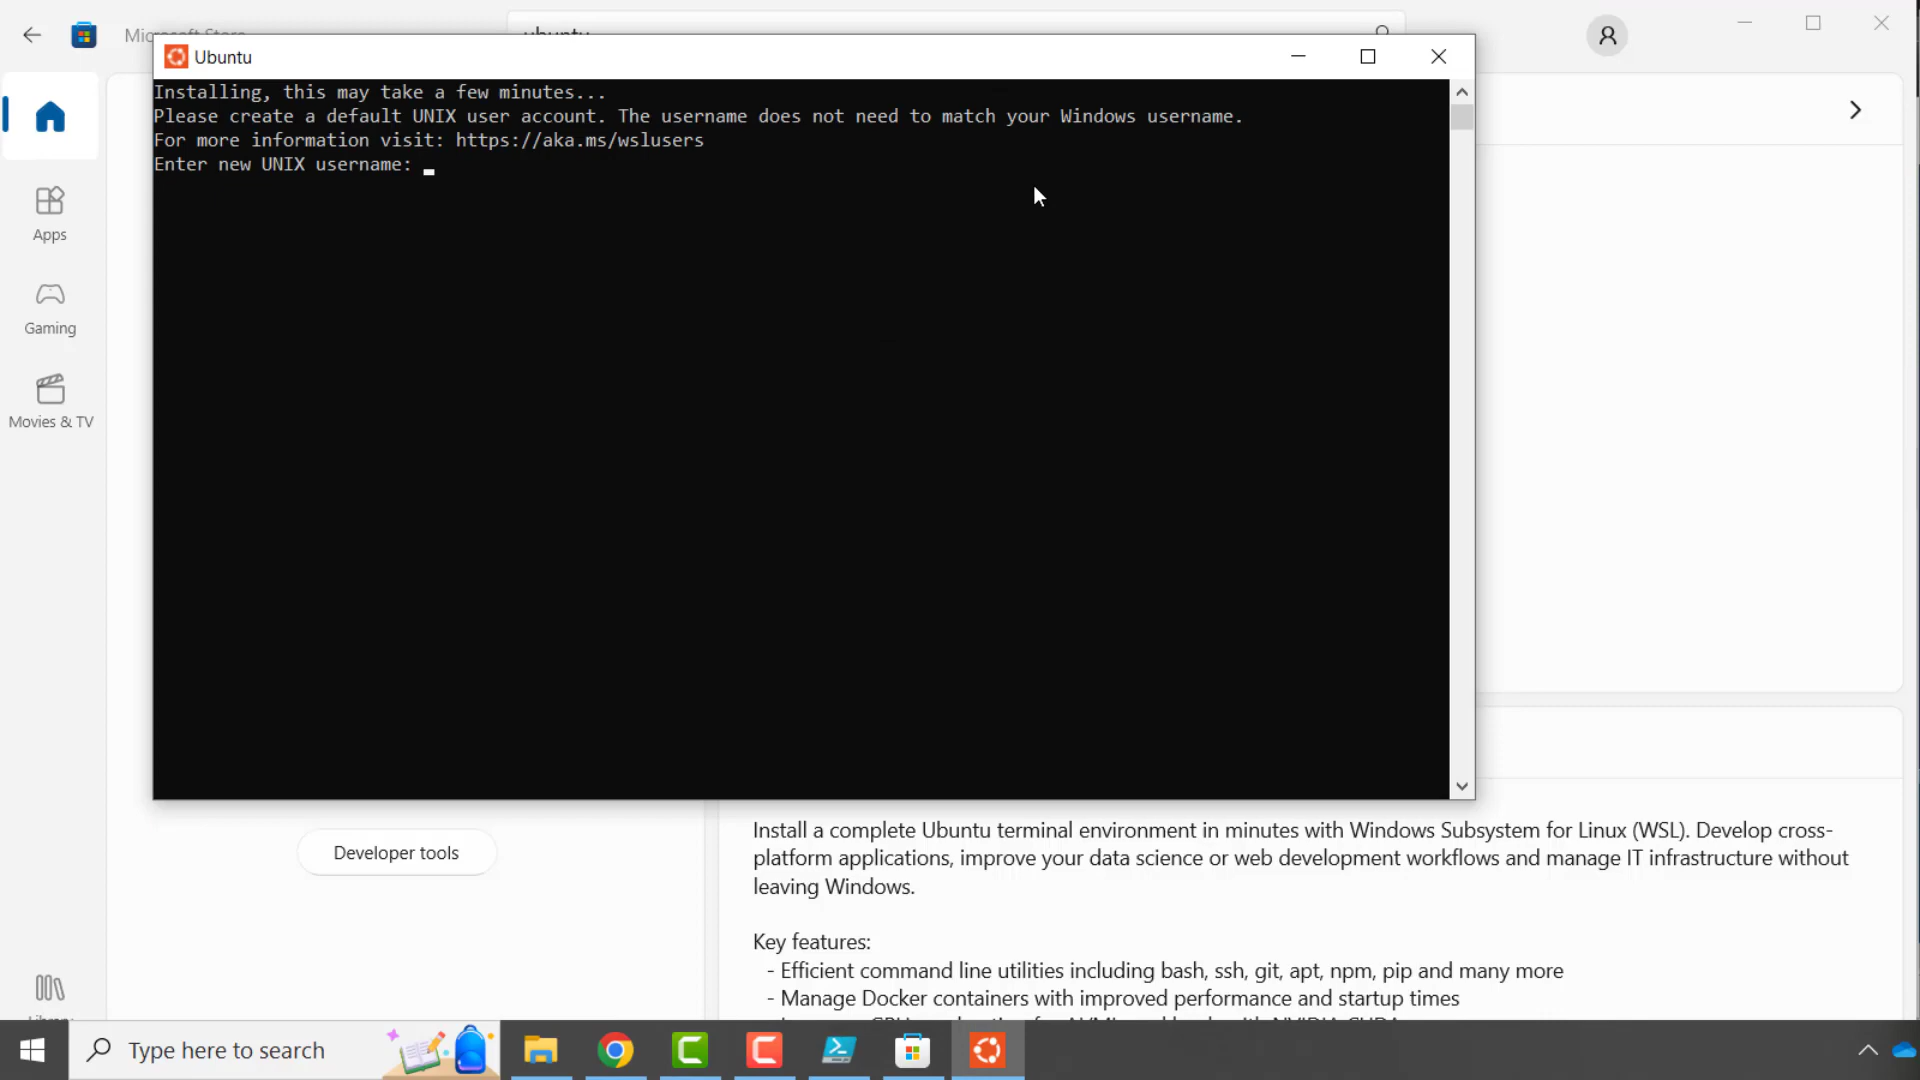 Microsoft Store
ubuntu
Ubuntu
Installing, this may take a few minutes...
Please create a default UNIX user account. The username does not need to match your Windows username.
For more information visit: https://aka.ms/wslusers
Enter new UNIX username:
Apps
Gaming
Movies & TV
Developer tools
Install a complete Ubuntu terminal environment in minutes with Windows Subsystem for Linux (WSL). Develop cross-
platform applications, improve your data science or web development workflows and manage IT infrastructure without
leaving Windows.
Key features:
- Efficient command line utilities including bash, ssh, git, apt, npm, pip and many more
- Manage Docker containers with improved performance and startup times
Library
Type here to search